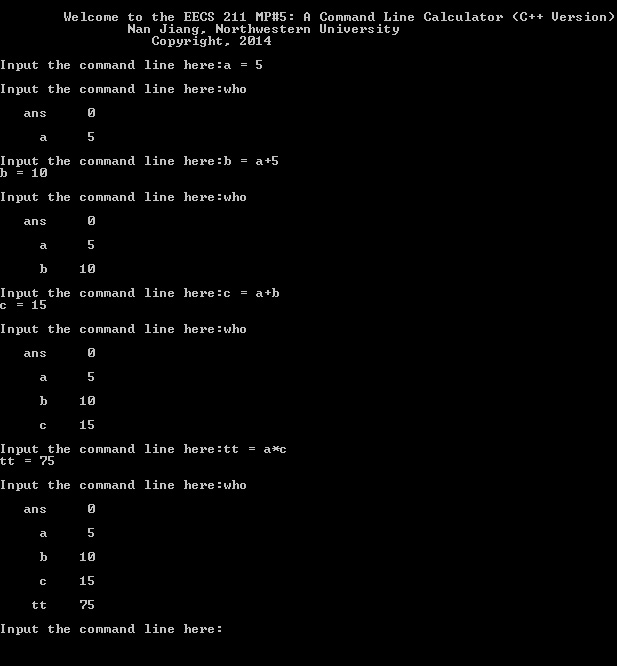 Welcome to the EECS 211 MP#5: A Command Line Calculator (C++ Version)
Nan Jiang, Northwestern University
Copyright, 2014
Input the command line here:a = 5
Input the command line here:who
ans 0
a 5
Input the command line here:b = a+5
b = 10
Input the command line here:who
ans 0
a 5
b 10
Input the command line here:c = a+b
c = 15
Input the command line here:who
ans 0
a 5
b 10
c 15
Input the command line here:tt = a*c
tt = 75
Input the command line here:who
ans 0
a 5
b 10
c 15
tt 75
Input the command line here: